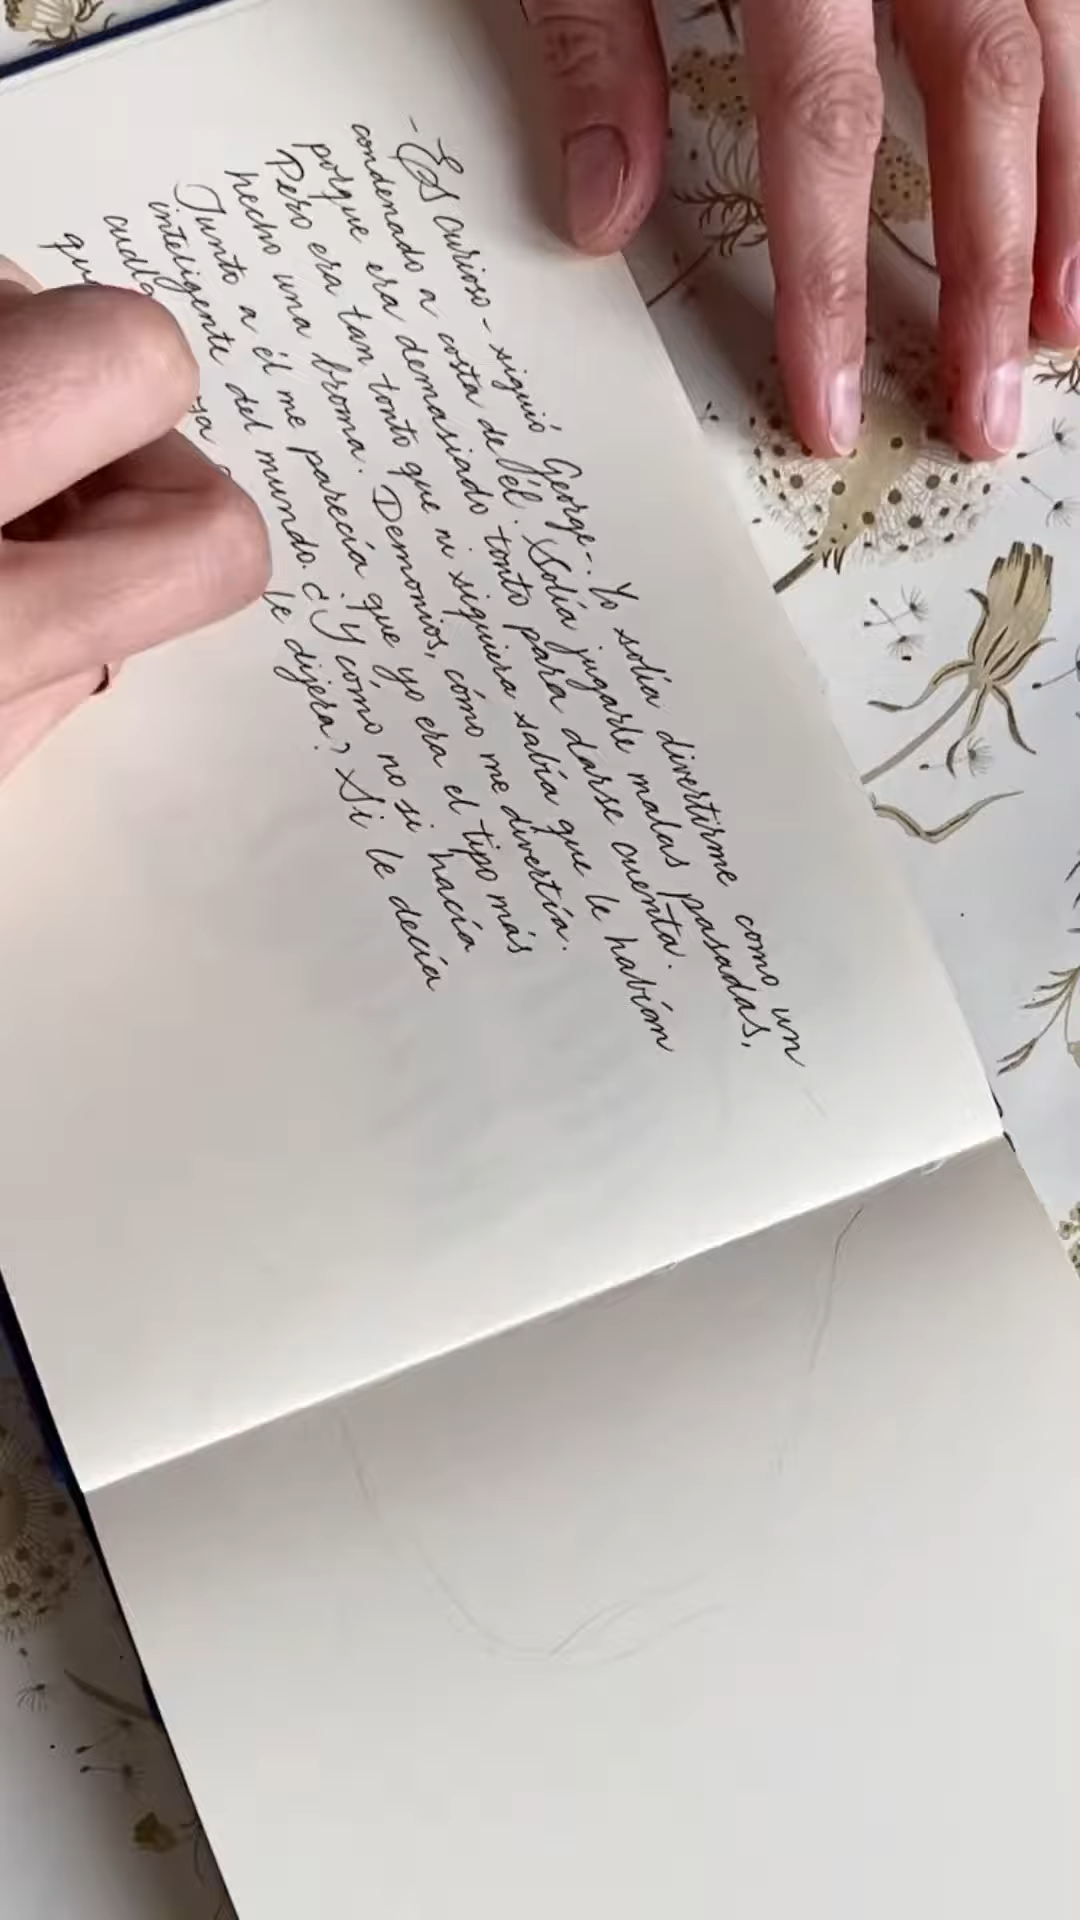 - Es curioso - siguió George-. Yo solía divertirme como un
condenado a costa de él. Solía jugarle malas pasadas,
porque era demasiado tonto para darse cuenta.
Pero era tan tonto que ni siquiera sabía que le habían
hecho una broma. Demonios, cómo me divertía.
Junto a él me parecía que yo era el tipo más
inteligente del mundo. ¿Y cómo no si hacía
le dijera? Si le decía